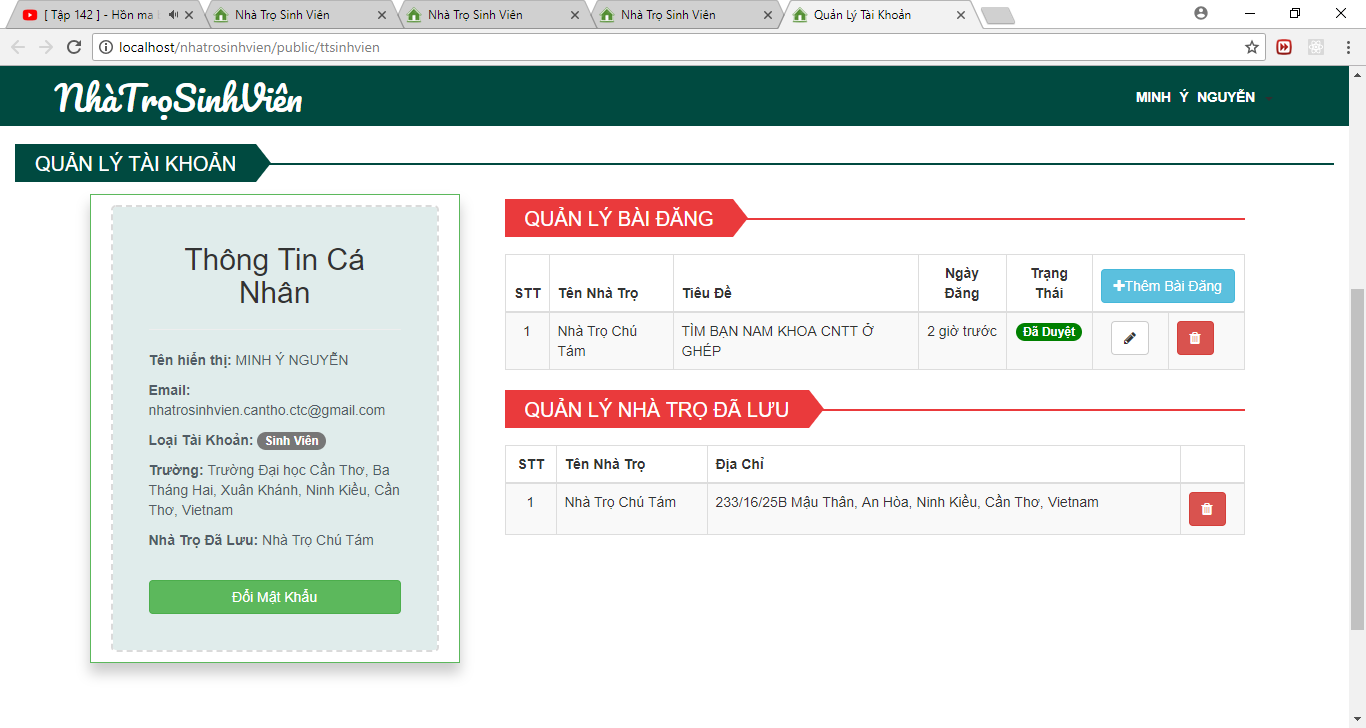 [ Tập 142 ] - Hồn ma
Nhà Trọ Sinh Viên
Nhà Trọ Sinh Viên
Nhà Trọ Sinh Viên
Quản Lý Tài Khoản
localhost/nhatrosinhvien/public/ttsinhvien
NhàTrọSinhViên
MINH Ý NGUYỄN
QUẢN LÝ TÀI KHOẢN
Thông Tin Cá
Nhân
Tên hiển thị: MINH Ý NGUYỄN
Email:
nhatrosinhvien.cantho.ctc@gmail.com
Loại Tài Khoản: Sinh Viên
Trường: Trường Đại học Cần Thơ, Ba
Tháng Hai, Xuân Khánh, Ninh Kiều, Cần
Thơ, Vietnam
Nhà Trọ Đã Lưu: Nhà Trọ Chú Tám
Đổi Mật Khẩu
QUẢN LÝ BÀI ĐĂNG
STT Tên Nhà Trọ Tiêu Đề Ngày
Đăng Trạng
Thái Thêm Bài Đăng
1 Nhà Trọ Chú
Tám TÌM BẠN NAM KHOA CNTT Ở
GHÉP 2 giờ trước Đã Duyệt
QUẢN LÝ NHÀ TRỌ ĐÃ LƯU
STT Tên Nhà Trọ Địa Chỉ
1 Nhà Trọ Chú Tám 233/16/25B Mậu Thân, An Hòa, Ninh Kiều, Cần Thơ, Vietnam